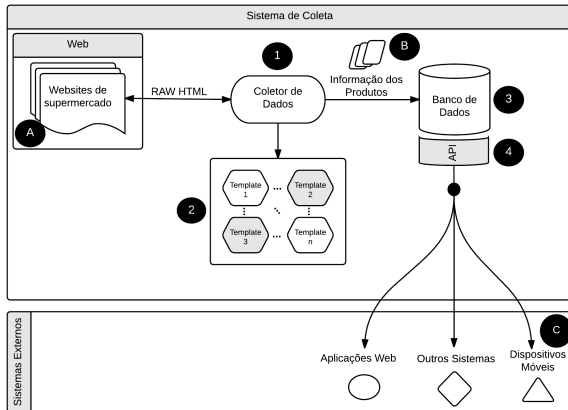 Sistema de Coleta
Web
Websites de
supermercado
A
RAW HTML
1
Coletor de
Dados
B
Informação dos
Produtos
Banco de
Dados
3
API
4
2
Template
1
...
Template
2
...
...
...
Template
3
...
Template
n
Sistemas Externos
C
Aplicações Web
Outros Sistemas
Dispositivos
Móveis